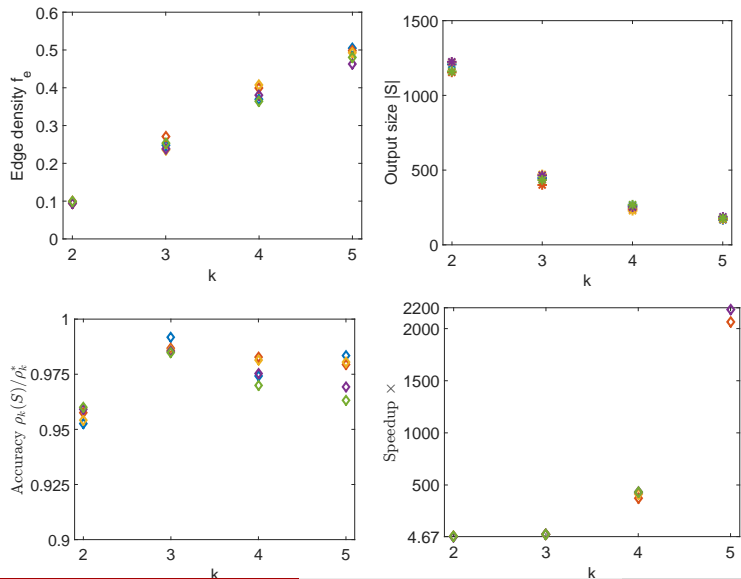 0.6
0.5
0.4
0.3
0.2
0.1
0
Edge density f_e
2 3 4 5
k
1500
1000
500
0
Output size |S|
2 3 4 5
k
1
0.975
0.95
0.925
0.9
Accuracy ρ_k(S)/ρ*_k
2 3 4 5
k
2200
2000
1500
1000
500
4.67
Speedup ×
2 3 4 5
k